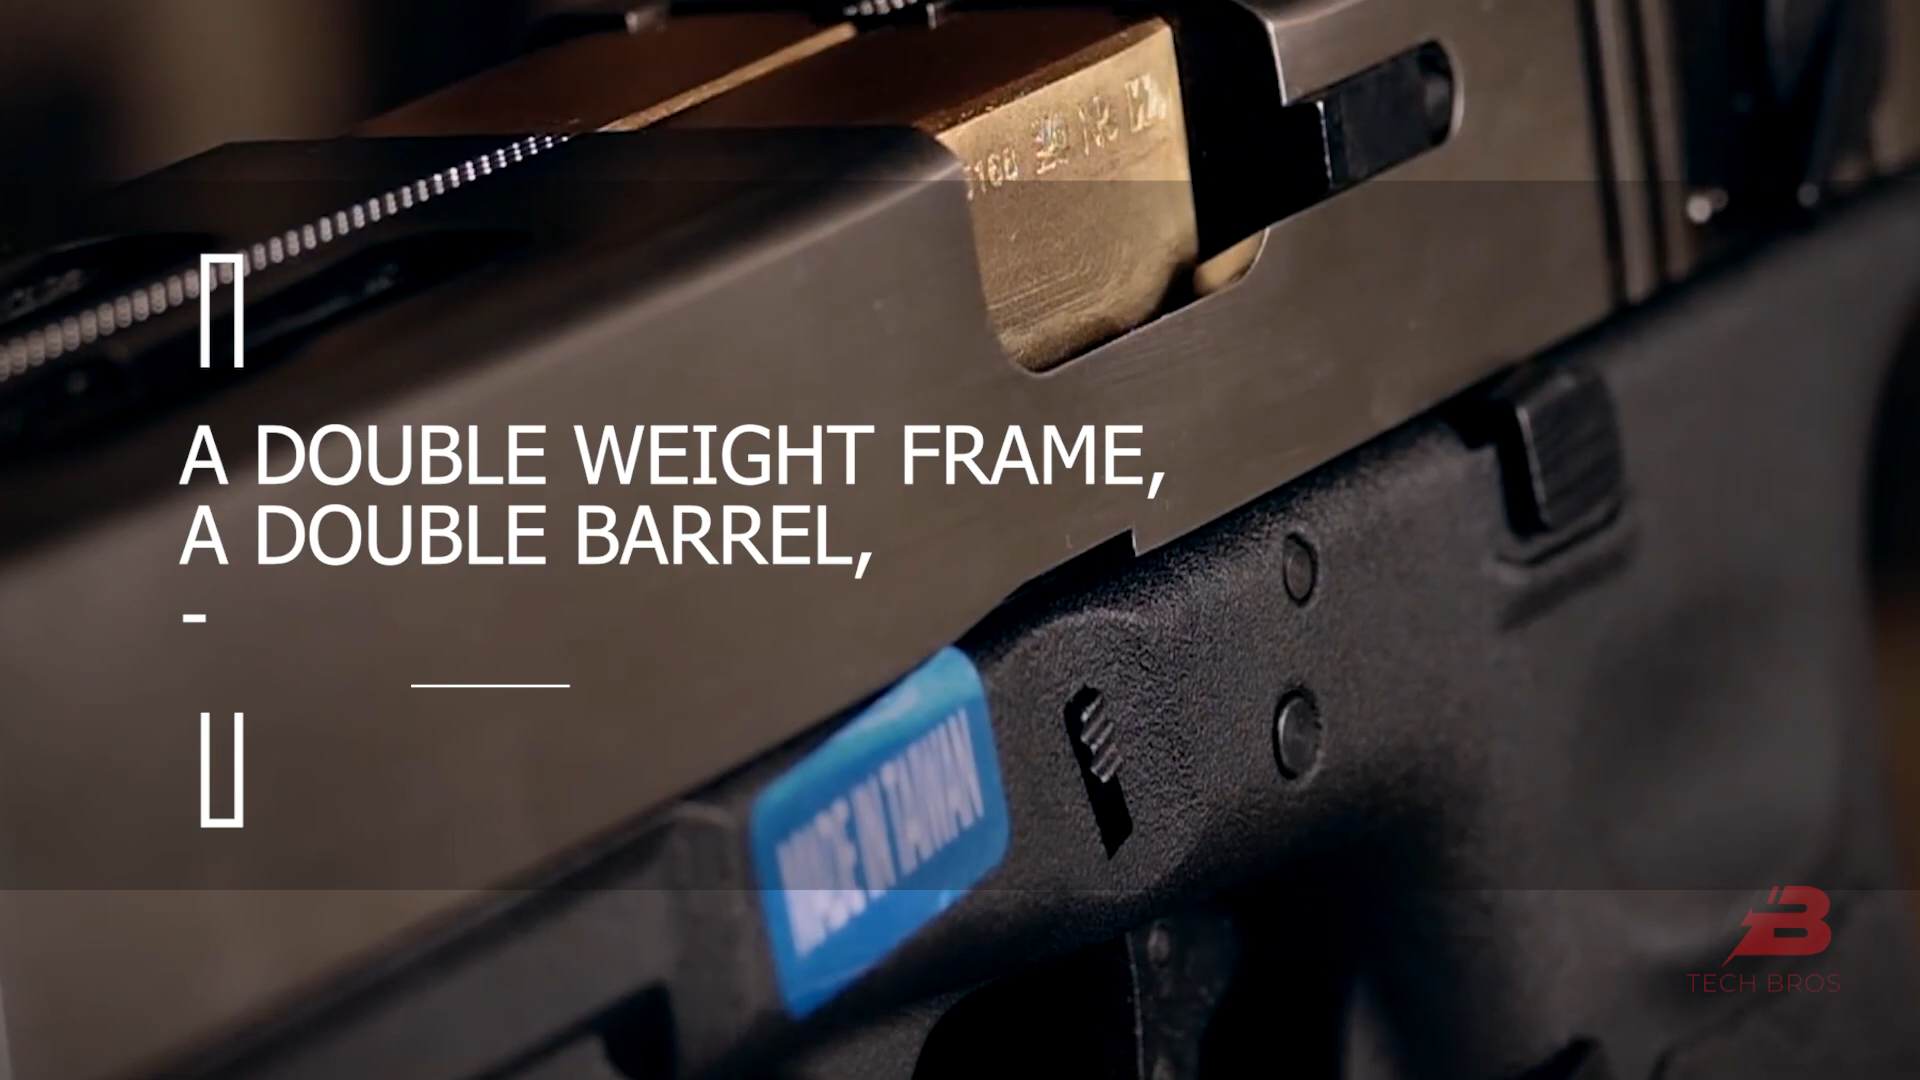 A DOUBLE WEIGHT FRAME,
A DOUBLE BARREL,
-
MADE IN TAIWAN
TECH BROS